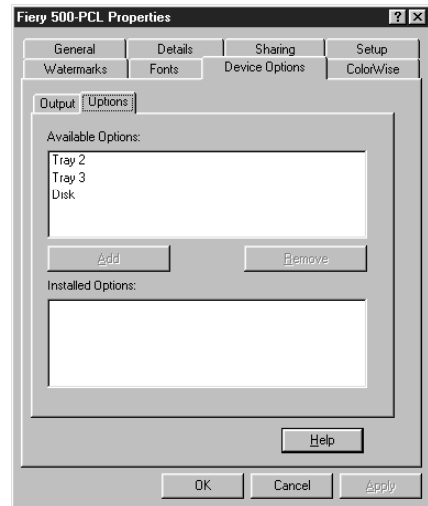 Fiery 500-PCL Properties
General Details Sharing Setup
Watermarks Fonts Device Options ColorWise
Output Options
Available Options:
Tray 2
Tray 3
Disk
Add Remove
Installed Options:
Help
OK Cancel Apply